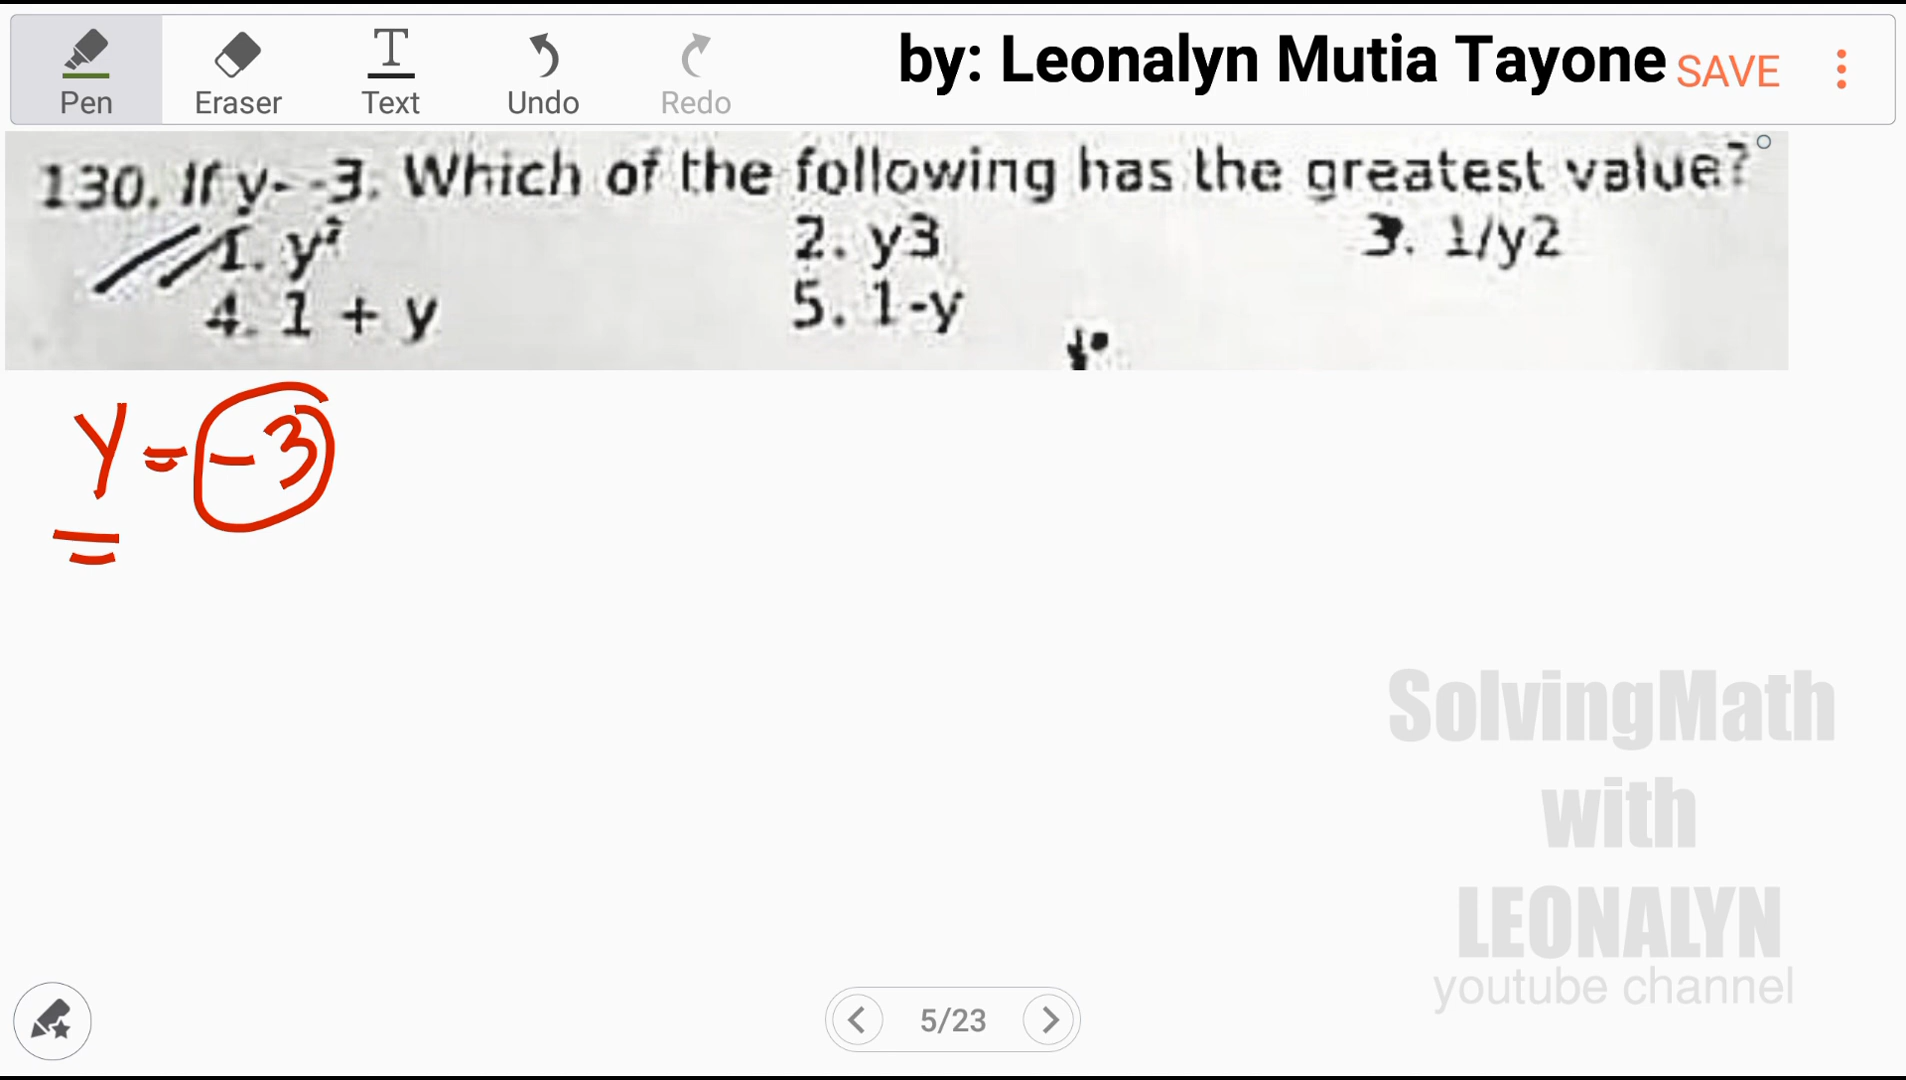 by: Leonalyn Mutia Tayone
SAVE
Pen
Eraser
Text
Undo
Redo
130. If y- -3. Which of the following has the greatest value?
1. y²
2. y3
3. 1/y2
4. 1 + y
5. 1-y
y = -3
SolvingMath
with
LEONALYN
youtube channel
5/23